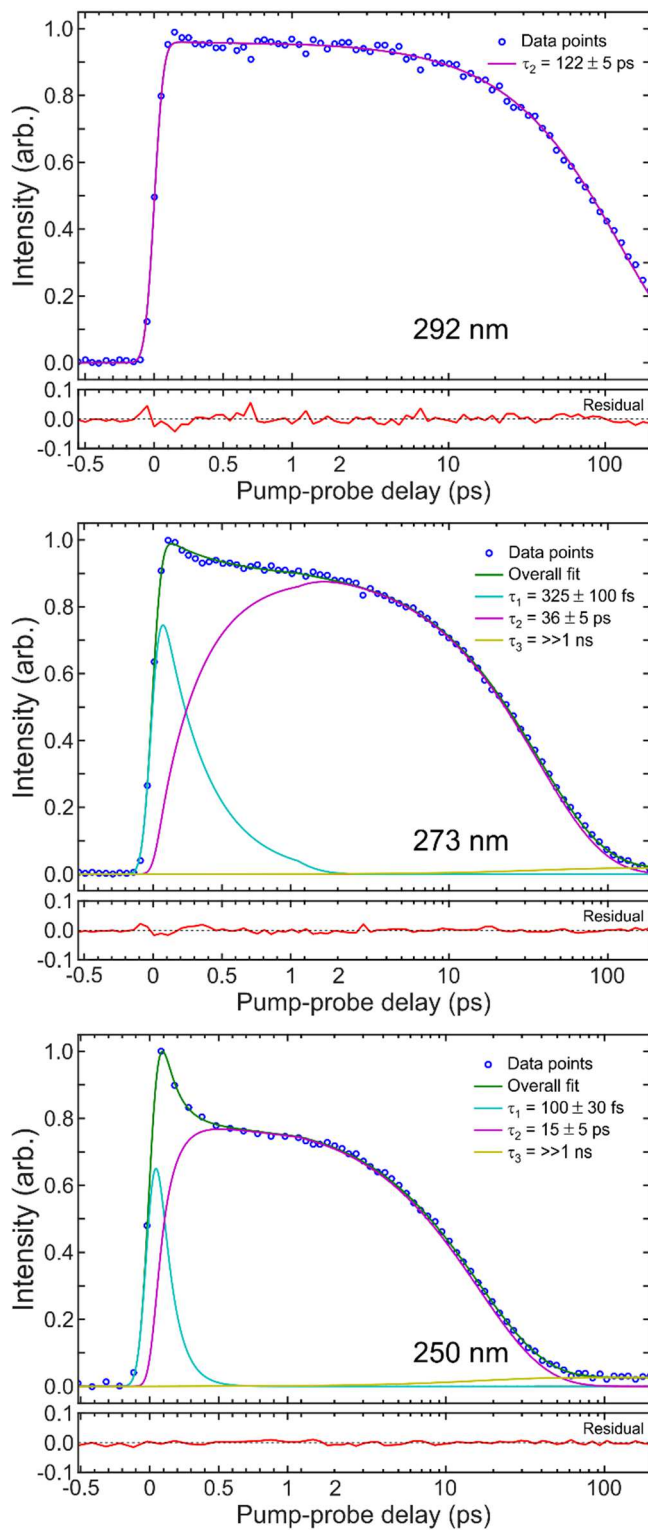 Intensity (arb.)
1.0
0.8
0.6
0.4
0.2
0.0
Data points
τ₂ = 122 ± 5 ps
292 nm
0.1
0.0
-0.1
Residual
-0.5 0 0.5 1 2 10 100
Pump-probe delay (ps)
Intensity (arb.)
1.0
0.8
0.6
0.4
0.2
0.0
Data points
Overall fit
τ₁ = 325 ± 100 fs
τ₂ = 36 ± 5 ps
τ₃ = >>1 ns
273 nm
0.1
0.0
-0.1
Residual
-0.5 0 0.5 1 2 10 100
Pump-probe delay (ps)
Intensity (arb.)
1.0
0.8
0.6
0.4
0.2
0.0
Data points
Overall fit
τ₁ = 100 ± 30 fs
τ₂ = 15 ± 5 ps
τ₃ = >>1 ns
250 nm
0.1
0.0
-0.1
Residual
-0.5 0 0.5 1 2 10 100
Pump-probe delay (ps)